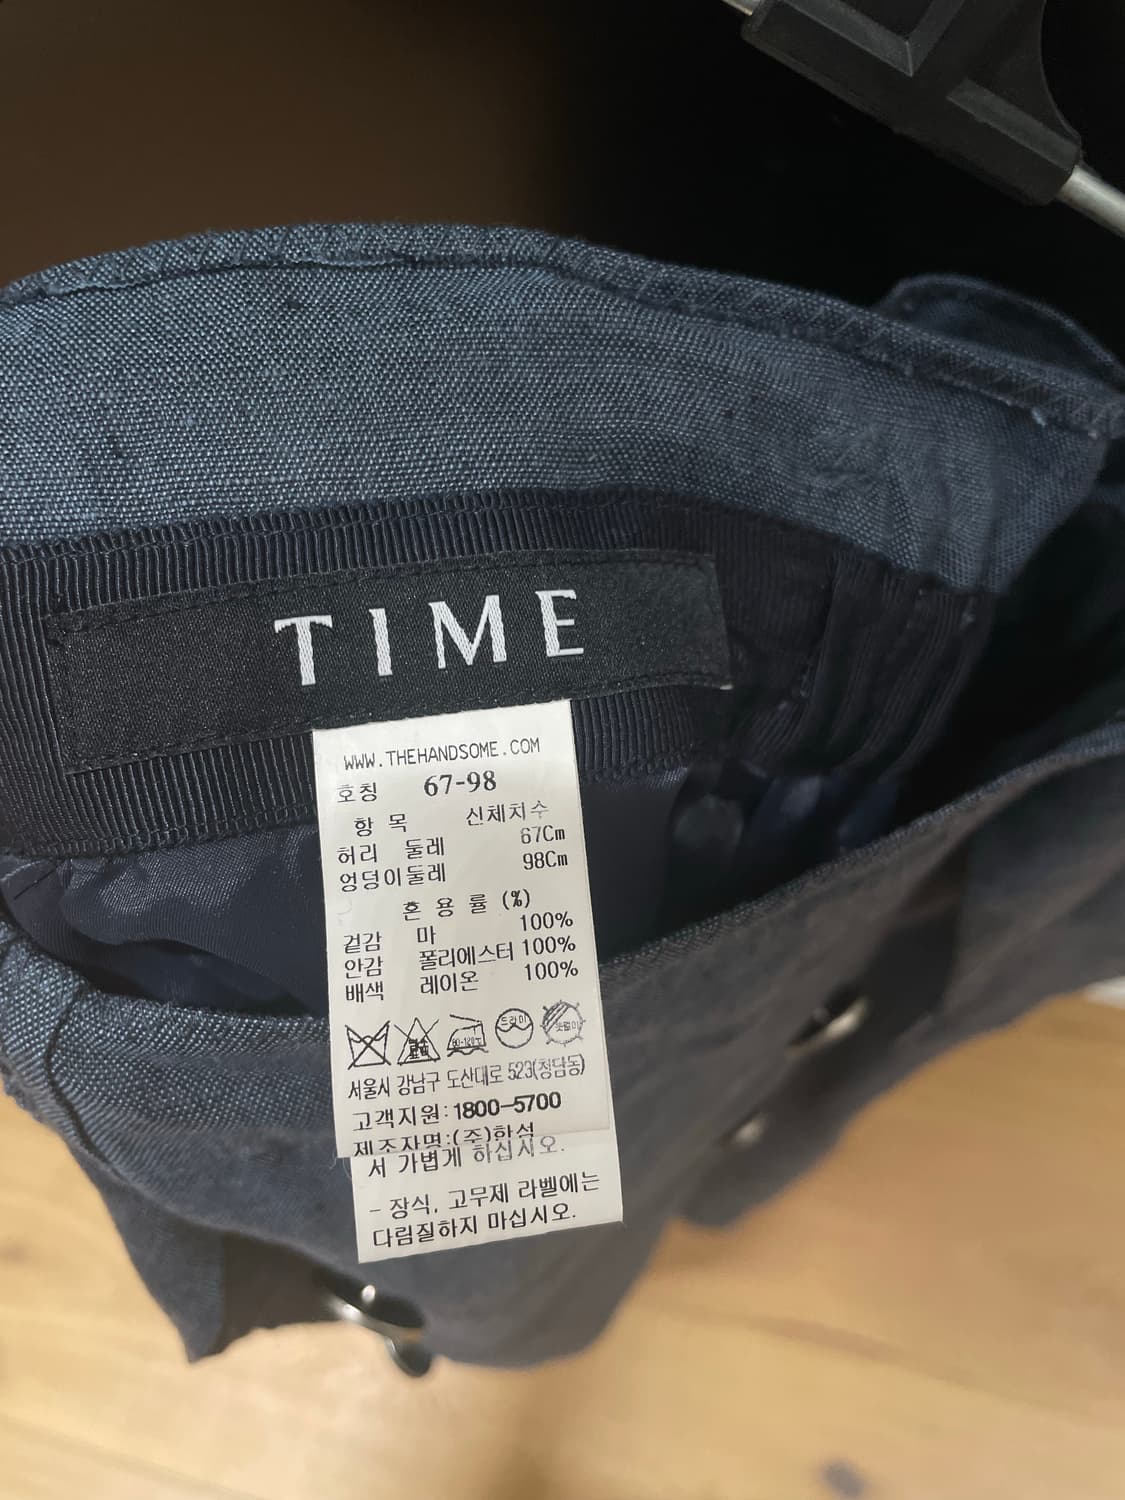 TIME
WWW.THEHANDSOME.COM
호칭 67-98
항 목 신체치수
허리 둘레 67Cm
엉덩이둘레 98Cm
혼 용 률 (%)
겉감 마 100%
안감 폴리에스터 100%
배색 레이온 100%
80-120℃ 드라이
서울시 강남구 도산대로 523(청담동)
고객지원:1800-5700
제조자명:(주)한섬
서 가볍게 하십시오.
- 장식, 고무제 라벨에는
다림질하지 마십시오.